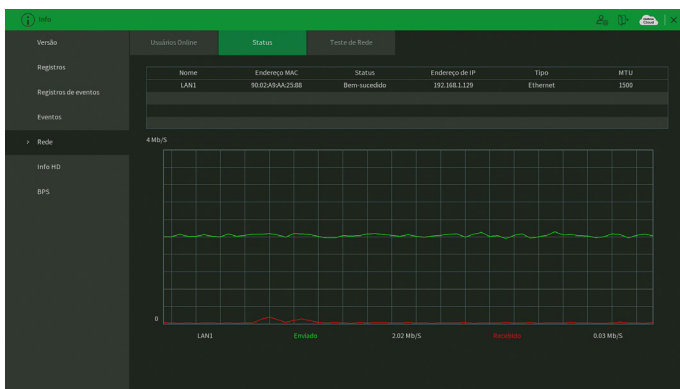 Info
intelbras
Cloud
Versão
Registros
Registros de eventos
Eventos
> Rede
Info HD
BPS
Usuários Online Status Teste de Rede
Nome Endereço MAC Status Endereço de IP Tipo MTU
LAN1 90:02:A9:AA:25:88 Bem-sucedido 192.168.1.129 Ethernet 1500
4 Mb/S
0
LAN1 Enviado 2.02 Mb/S Recebido 0.03 Mb/S